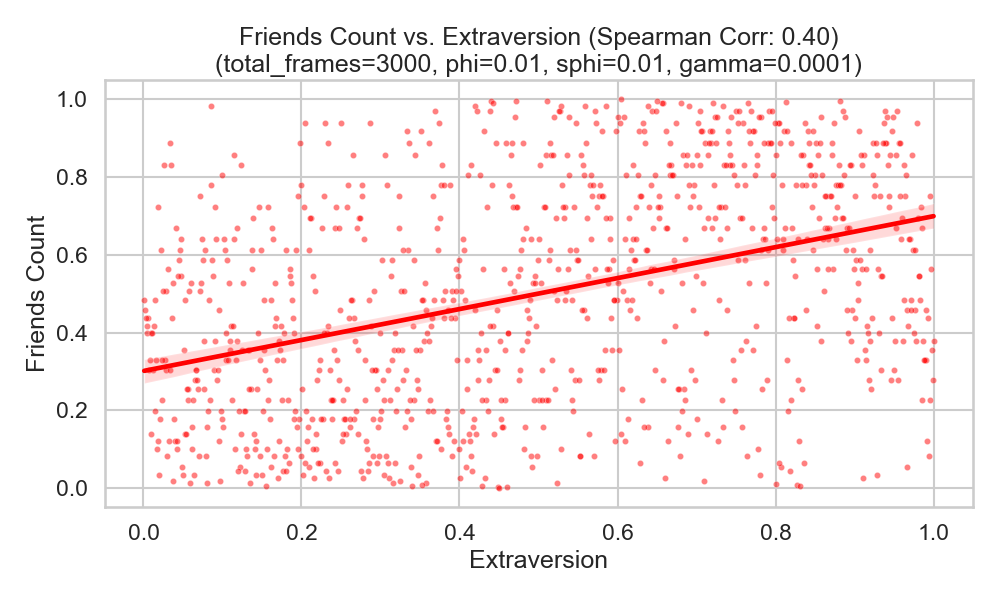 Friends Count vs. Extraversion (Spearman Corr: 0.40)
(total_frames=3000, phi=0.01, sphi=0.01, gamma=0.0001)
1.0
0.8
0.6
0.4
0.2
0.0
Friends Count
0.0 0.2 0.4 0.6 0.8 1.0
Extraversion